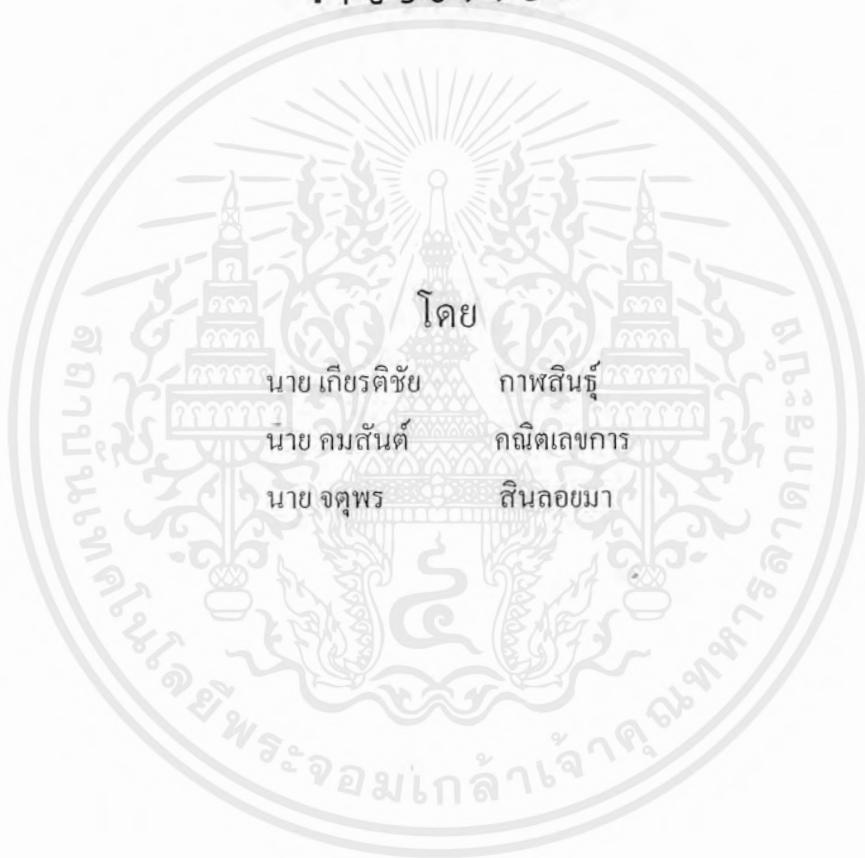 โดย
นาย เกียรติชัย กาฬสินธุ์
นาย คมสันต์ คณิตเลขการ
นาย จตุพร สินลอยมา
สถาบันเทคโนโลยีพระจอมเกล้าเจ้าคุณทหารลาดกระบัง